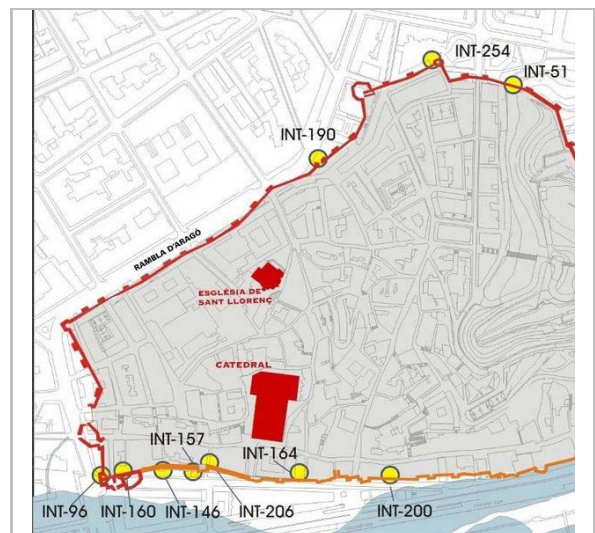 INT-254
INT-51
INT-190
RAMBLA D'ARAGÓ
ESGLÉSIA DE
SANT LLORENÇ
CATEDRAL
INT-157
INT-164
INT-96
INT-160
INT-146
INT-206
INT-200